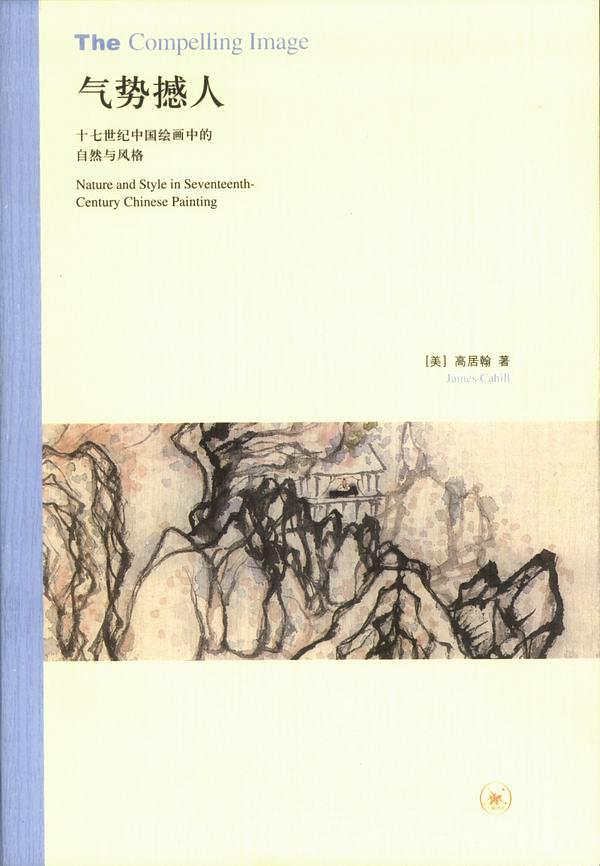 The Compelling Image
气势撼人
十七世纪中国绘画中的
自然与风格
Nature and Style in Seventeenth-
Century Chinese Painting
[美] 高居翰 著
James Cahill